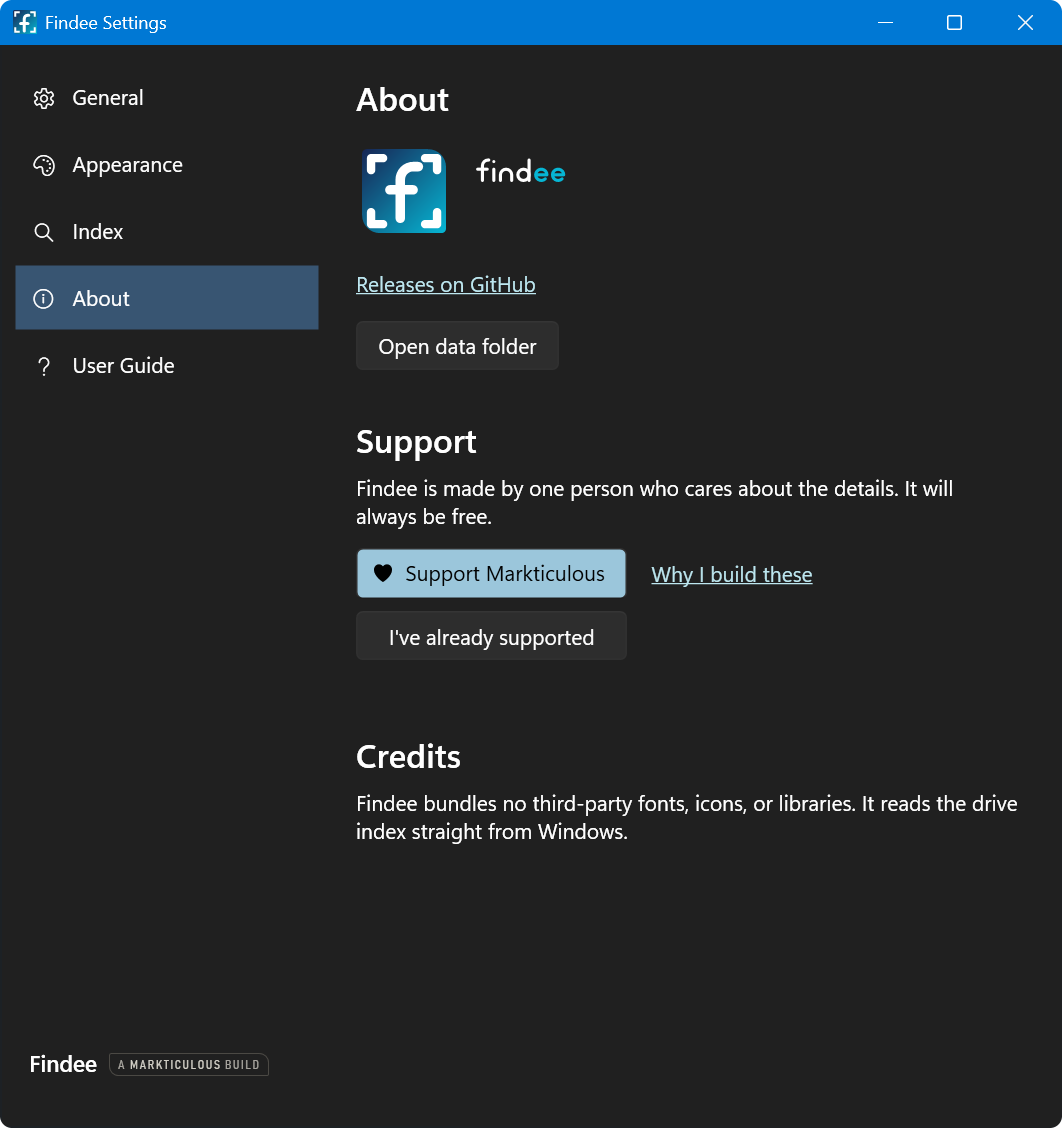 Findee Settings
General
Appearance
Index
About
User Guide
About
findee
Releases on GitHub
Open data folder
Support
Findee is made by one person who cares about the details. It will
always be free.
Support Markticulous
Why I build these
I've already supported
Credits
Findee bundles no third-party fonts, icons, or libraries. It reads the drive
index straight from Windows.
Findee
A MARKTICULOUS BUILD